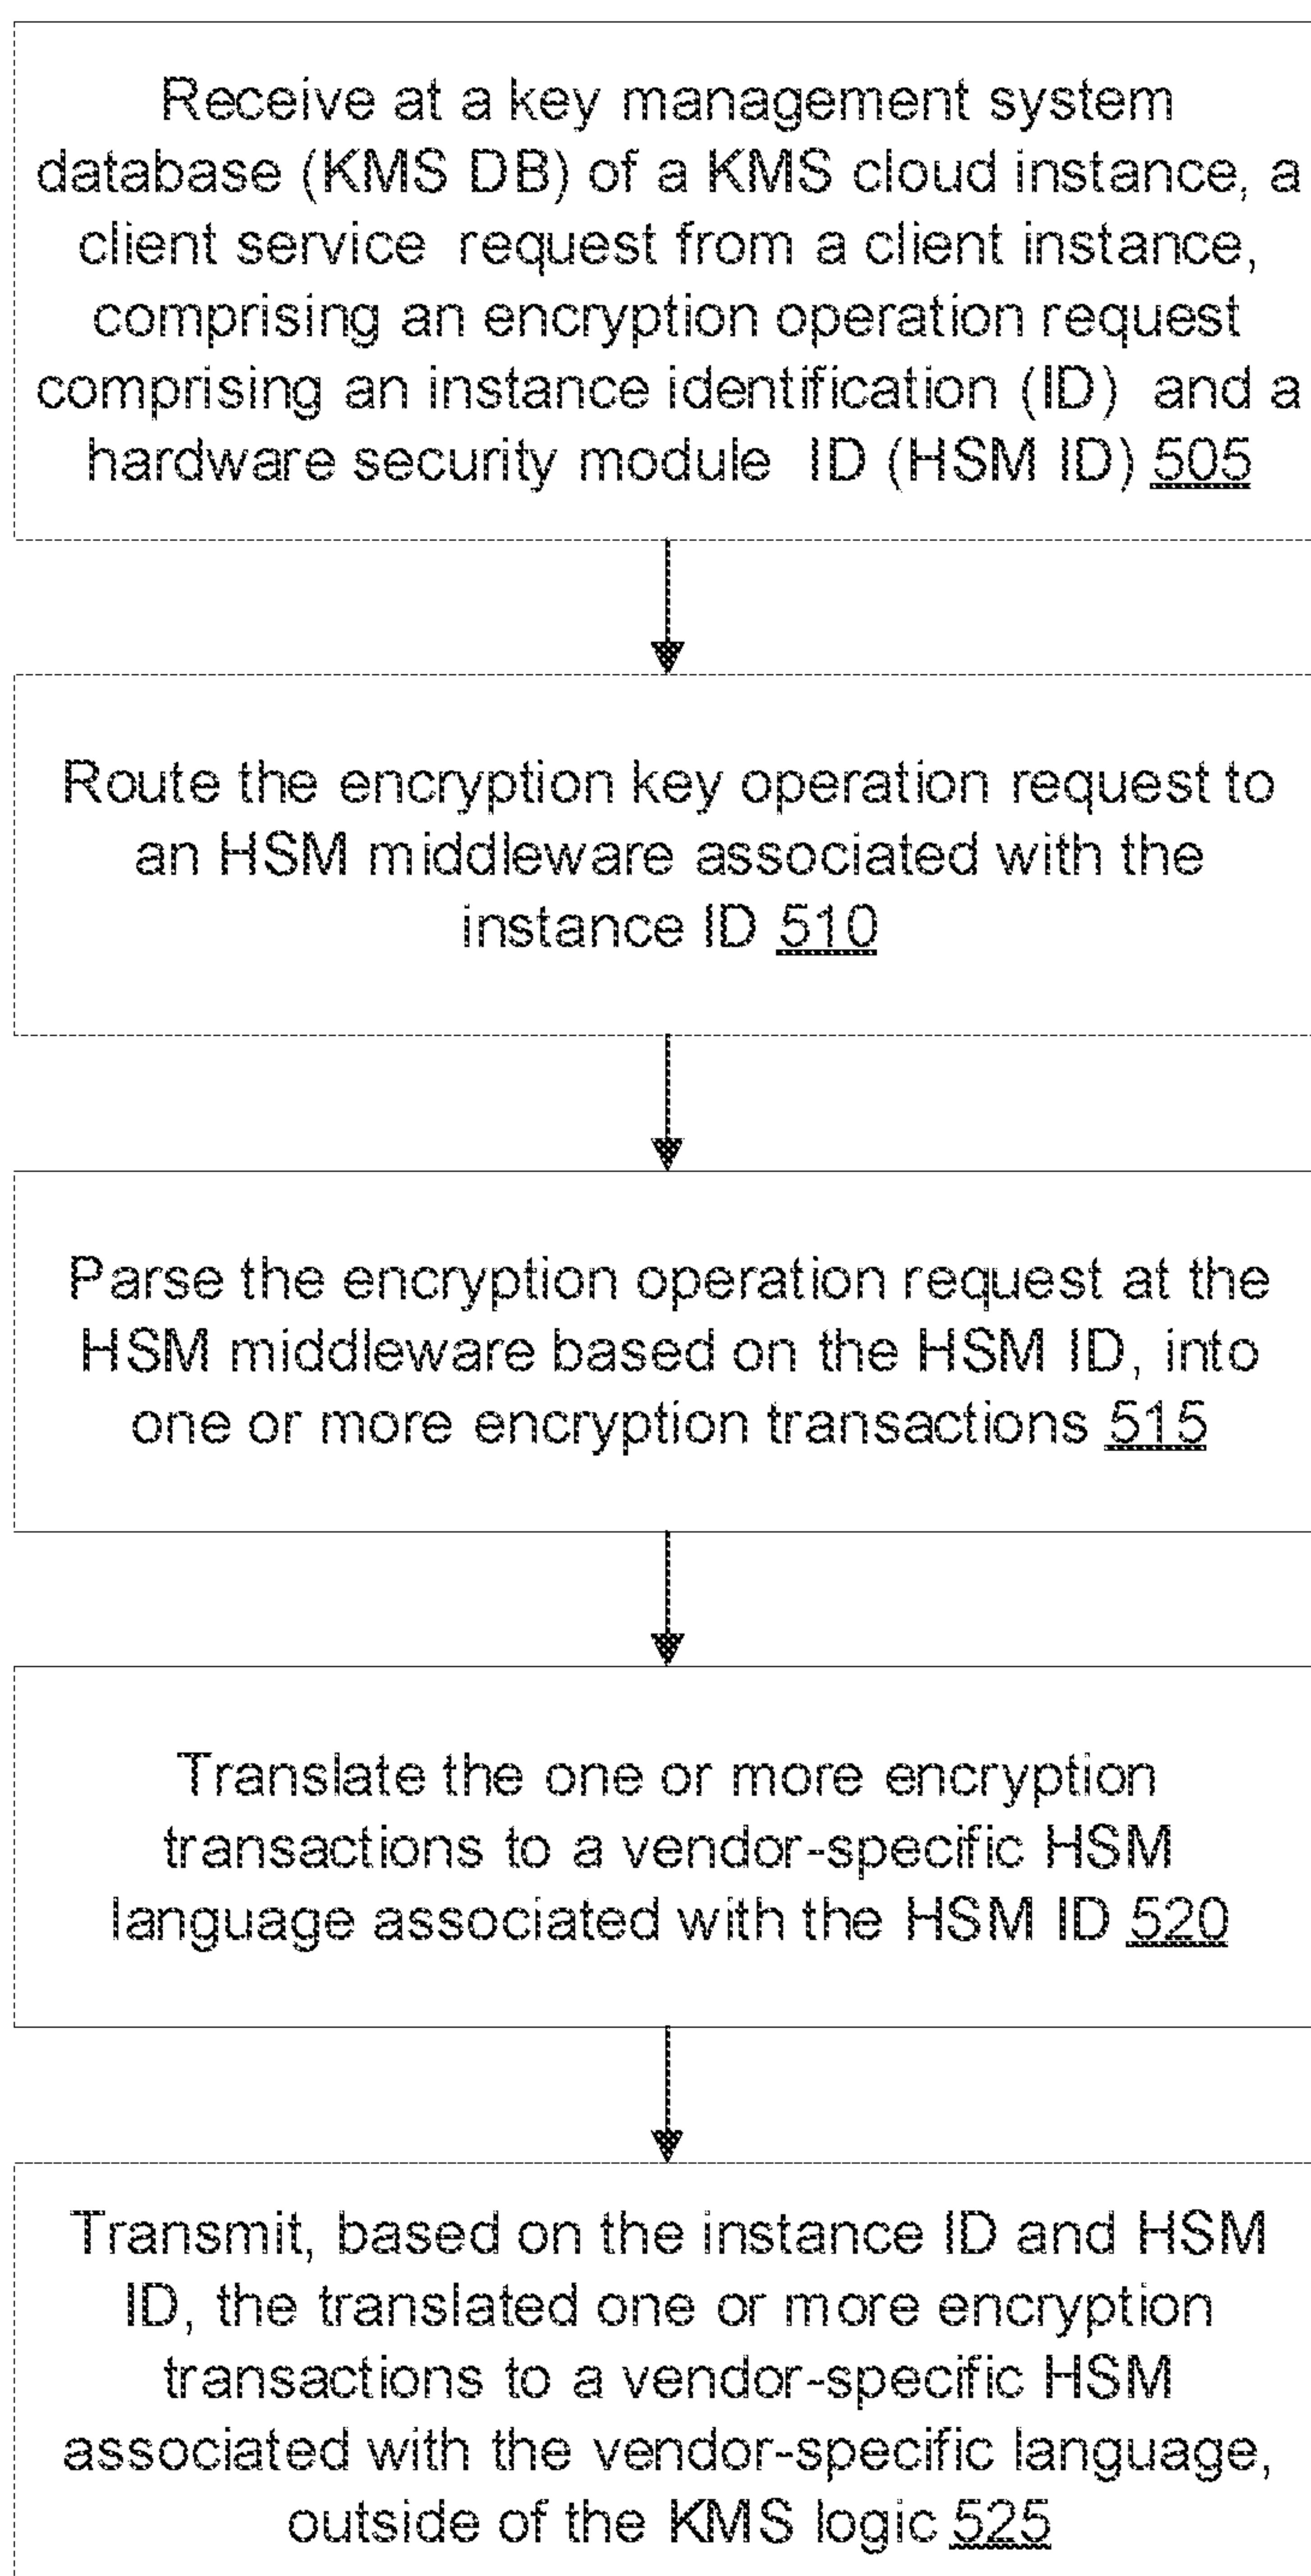 Receive at a key management system
database (KMS DB) of a KMS cloud instance, a
client service request from a client instance,
comprising an encryption operation request
comprising an instance identification (ID) and a
hardware security module ID (HSM ID) 505
Route the encryption key operation request to
an HSM middleware associated with the
instance ID 510
Parse the encryption operation request at the
HSM middleware based on the HSM ID, into
one or more encryption transactions 515
Translate the one or more encryption
transactions to a vendor-specific HSM
language associated with the HSM ID 520
Transmit, based on the instance ID and HSM
ID, the translated one or more encryption
transactions to a vendor-specific HSM
associated with the vendor-specific language,
outside of the KMS logic 525